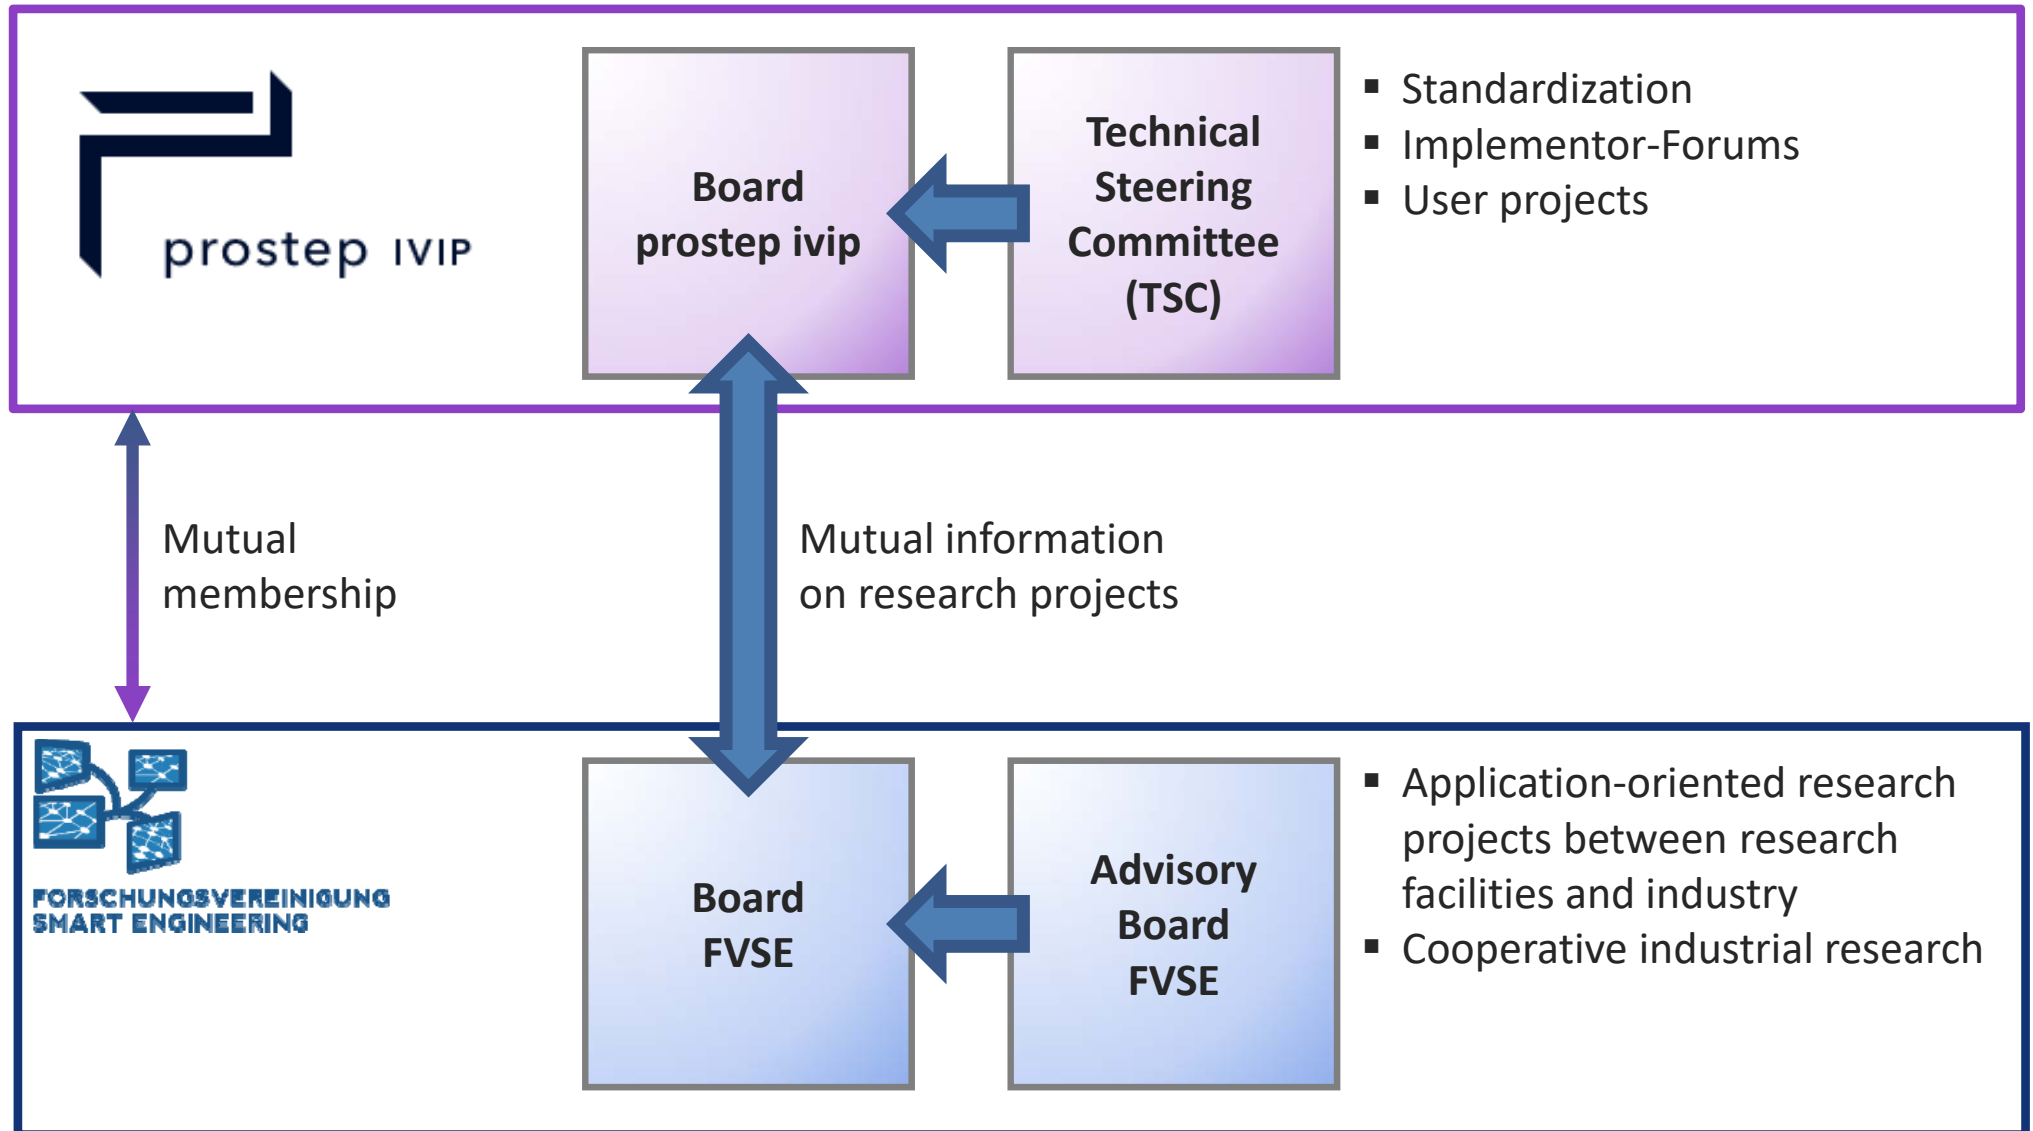 prostep IVIP
Board
prostep ivip
Technical
Steering
Committee
(TSC)
▪ Standardization
▪ Implementor-Forums
▪ User projects
Mutual
membership
Mutual information
on research projects
FORSCHUNGSVEREINIGUNG
SMART ENGINEERING
Board
FVSE
Advisory
Board
FVSE
▪ Application-oriented research
projects between research
facilities and industry
▪ Cooperative industrial research